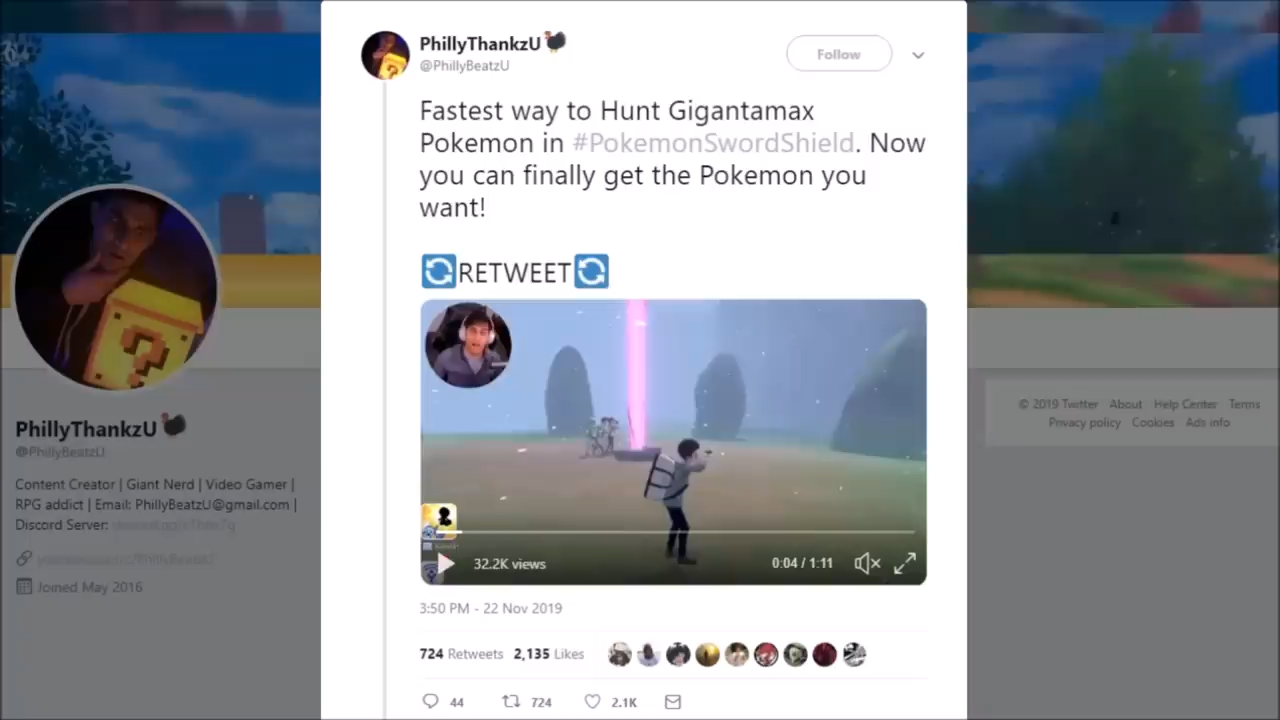 PhillyThankzU
@PhillyBeatzU
Follow
Fastest way to Hunt Gigantamax
Pokemon in #PokemonSwordShield. Now
you can finally get the Pokemon you
want!
RETWEET
32.2K views
0:04 / 1:11
3:50 PM - 22 Nov 2019
724 Retweets 2,135 Likes
44 724 2.1K
PhillyThankzU
@PhillyBeatzU
Content Creator | Giant Nerd | Video Gamer |
RPG addict | Email: PhillyBeatzU@gmail.com |
Discord Server:
Joined May 2016
© 2019 Twitter About Help Center Terms
Privacy policy Cookies Ads info